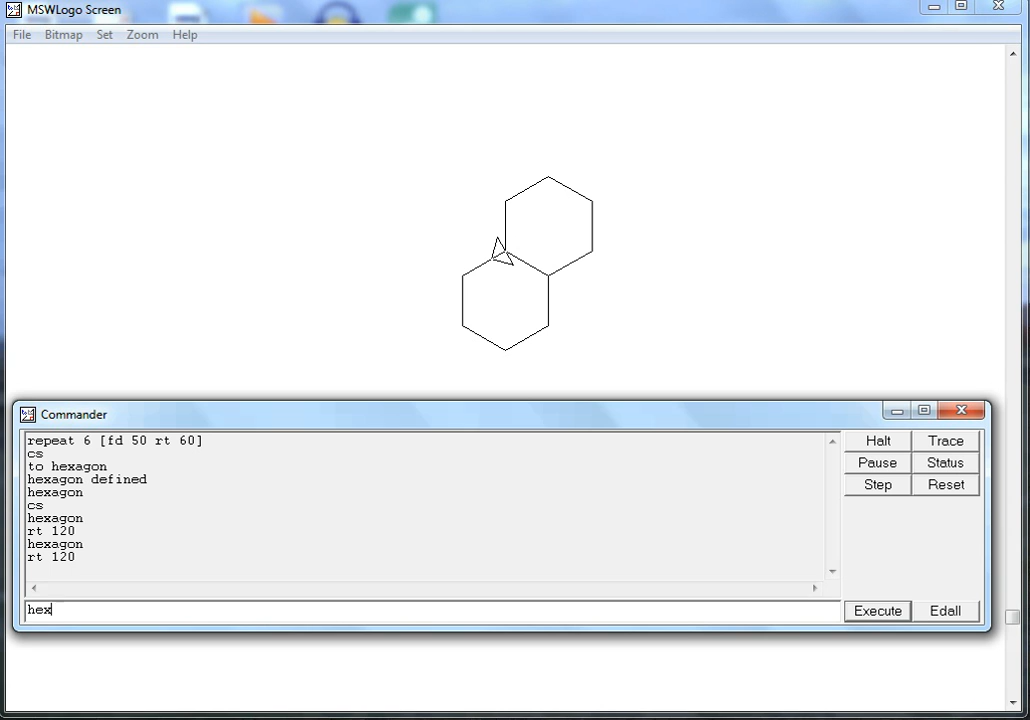 MSWLogo Screen
File Bitmap Set Zoom Help
Commander
repeat 6 [fd 50 rt 60]
cs
to hexagon
hexagon defined
hexagon
cs
hexagon
rt 120
hexagon
rt 120
hex
Halt Trace
Pause Status
Step Reset
Execute Edall